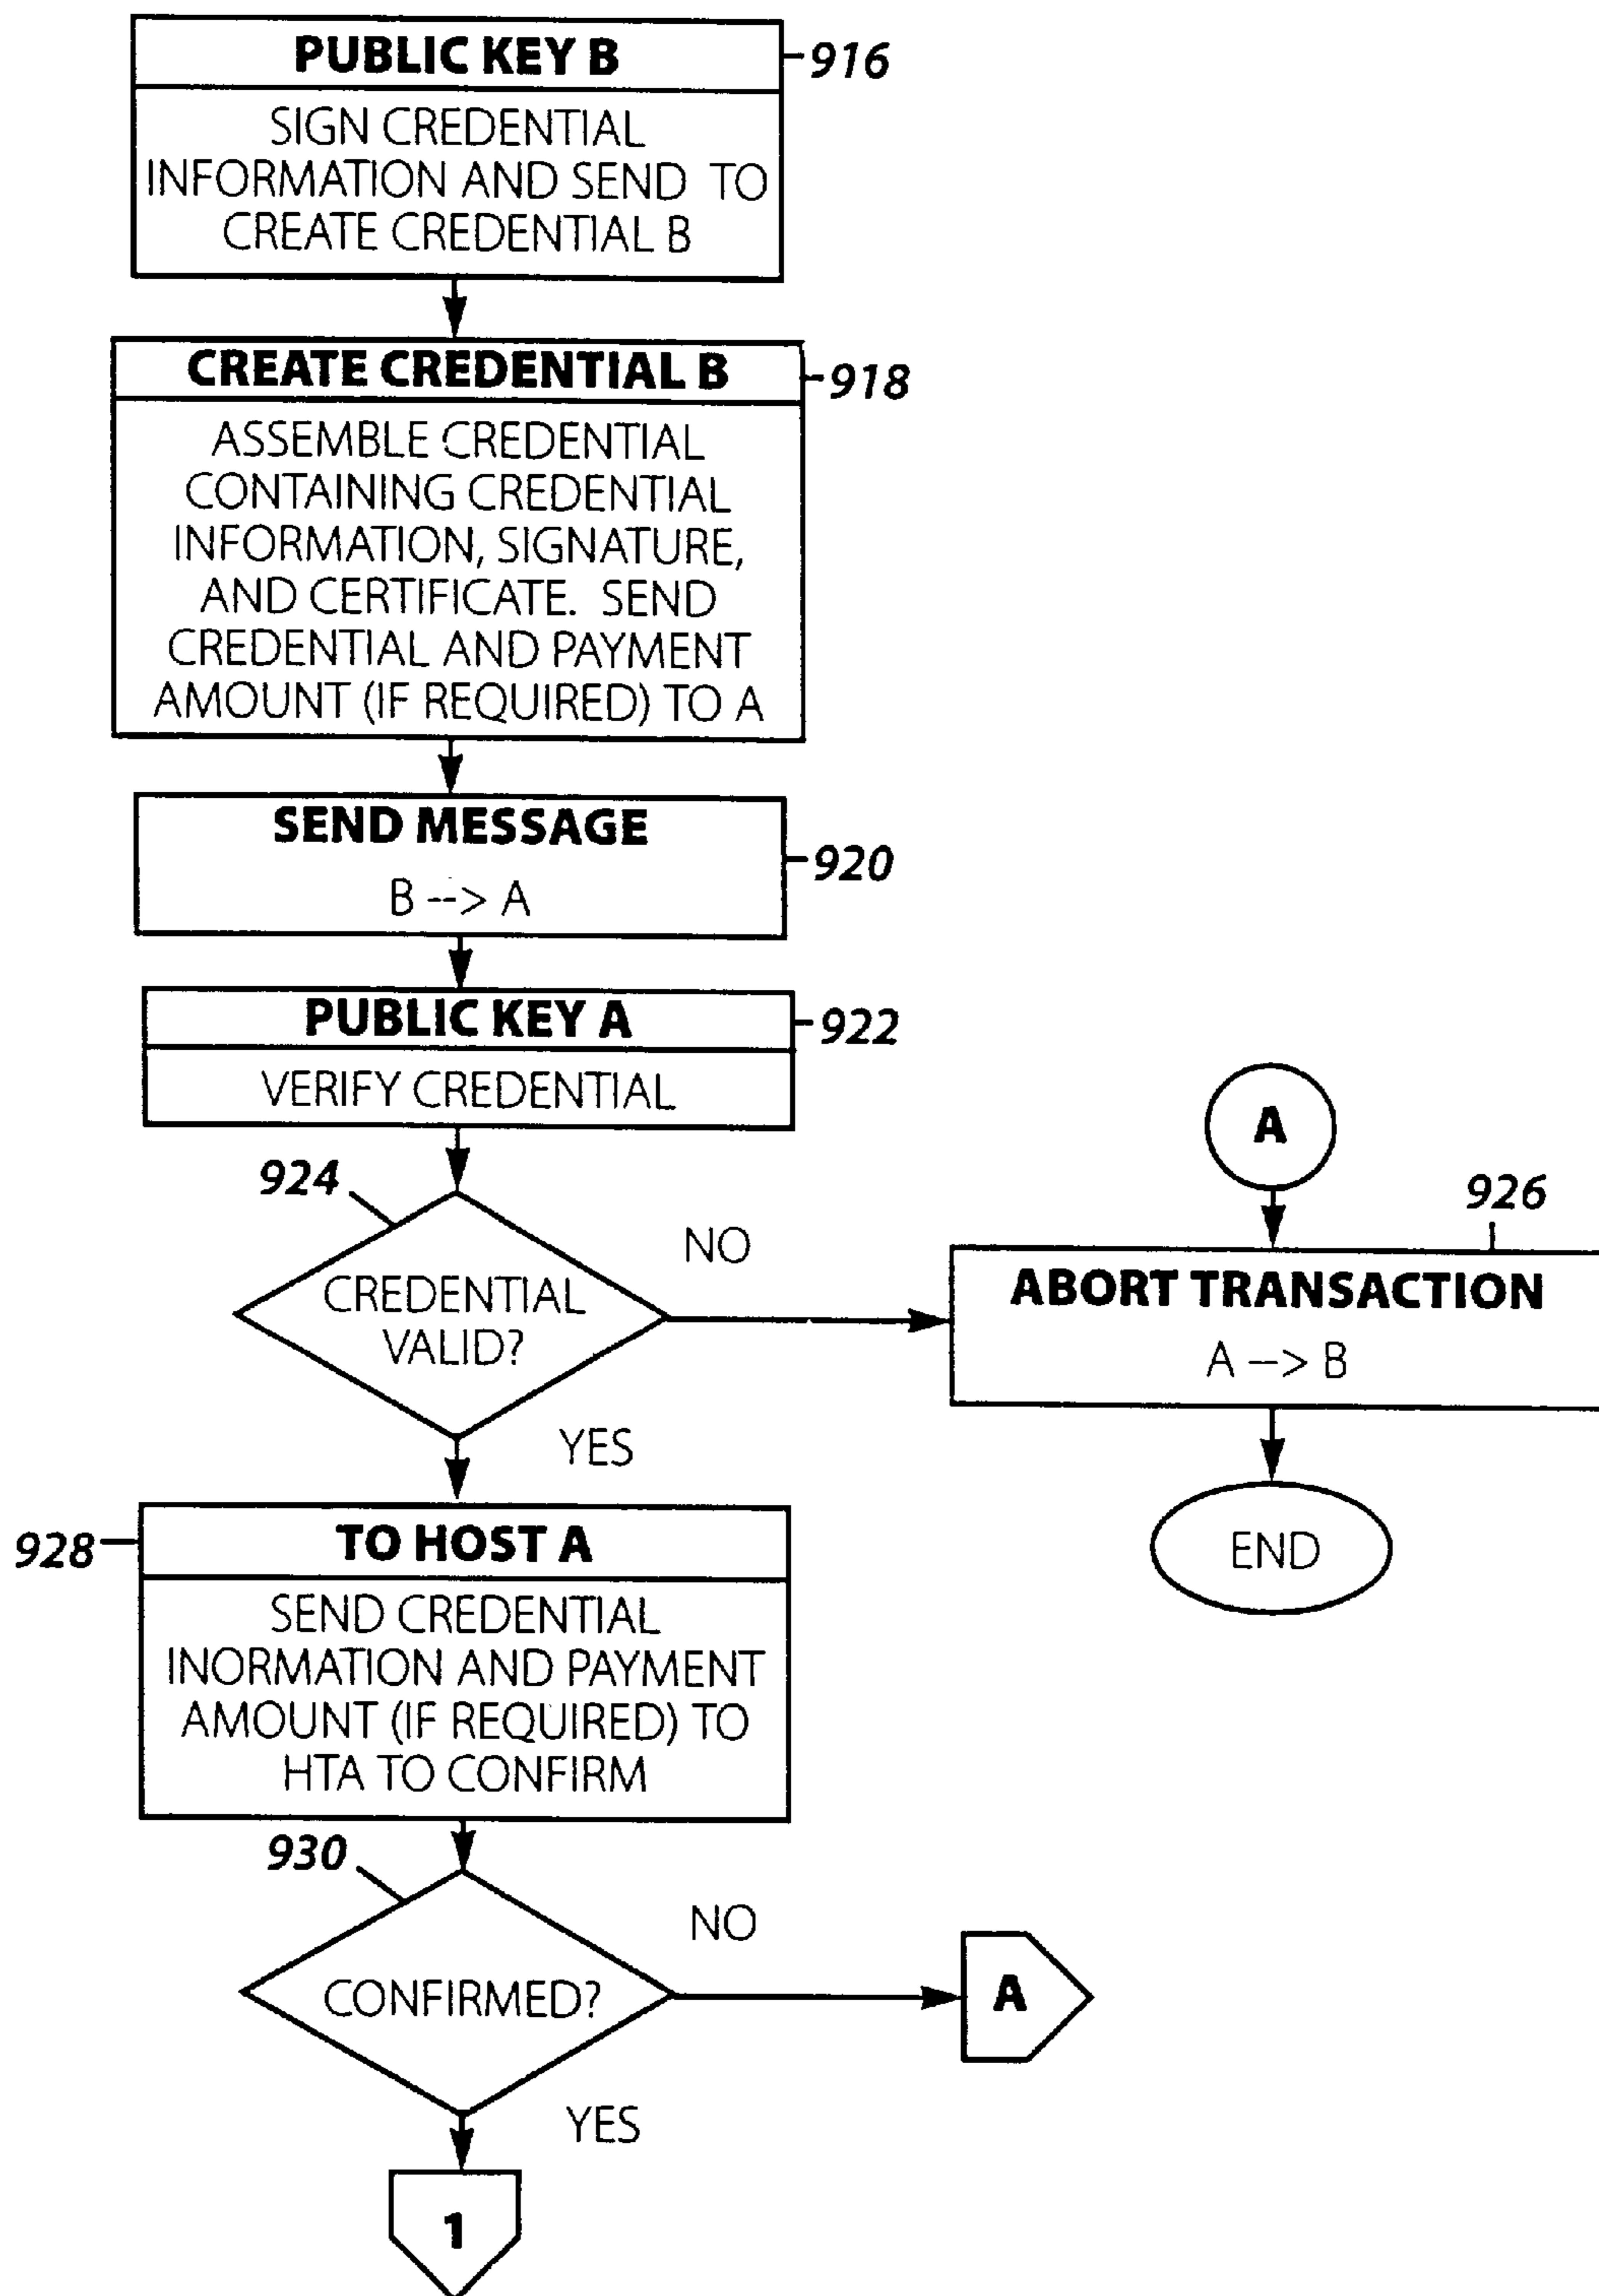 PUBLIC KEY B
916
SIGN CREDENTIAL
INFORMATION AND SEND TO
CREATE CREDENTIAL B
CREATE CREDENTIAL B
918
ASSEMBLE CREDENTIAL
CONTAINING CREDENTIAL
INFORMATION, SIGNATURE,
AND CERTIFICATE. SEND
CREDENTIAL AND PAYMENT
AMOUNT (IF REQUIRED) TO A
SEND MESSAGE
920
B --> A
PUBLIC KEY A
922
VERIFY CREDENTIAL
924
CREDENTIAL
VALID?
NO
YES
A
926
ABORT TRANSACTION
A --> B
END
928
TO HOST A
SEND CREDENTIAL
INORMATION AND PAYMENT
AMOUNT (IF REQUIRED) TO
HTA TO CONFIRM
930
CONFIRMED?
NO
A
YES
1